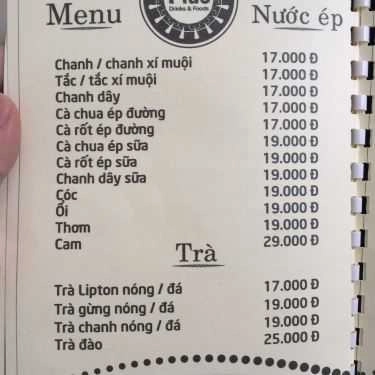 Menu
Drinks & Foods
Nước ép
Chanh / chanh xí muội 17.000 Đ
Tắc / tắc xí muội 17.000 Đ
Chanh dây 17.000 Đ
Cà chua ép đường 17.000 Đ
Cà rốt ép đường 17.000 Đ
Cà chua ép sữa 19.000 Đ
Cà rốt ép sữa 19.000 Đ
Chanh dây sữa 19.000 Đ
Cóc 19.000 Đ
Ổi 19.000 Đ
Thơm 19.000 Đ
Cam 29.000 Đ
Trà
Trà Lipton nóng / đá 17.000 Đ
Trà gừng nóng / đá 19.000 Đ
Trà chanh nóng / đá 19.000 Đ
Trà đào 25.000 Đ